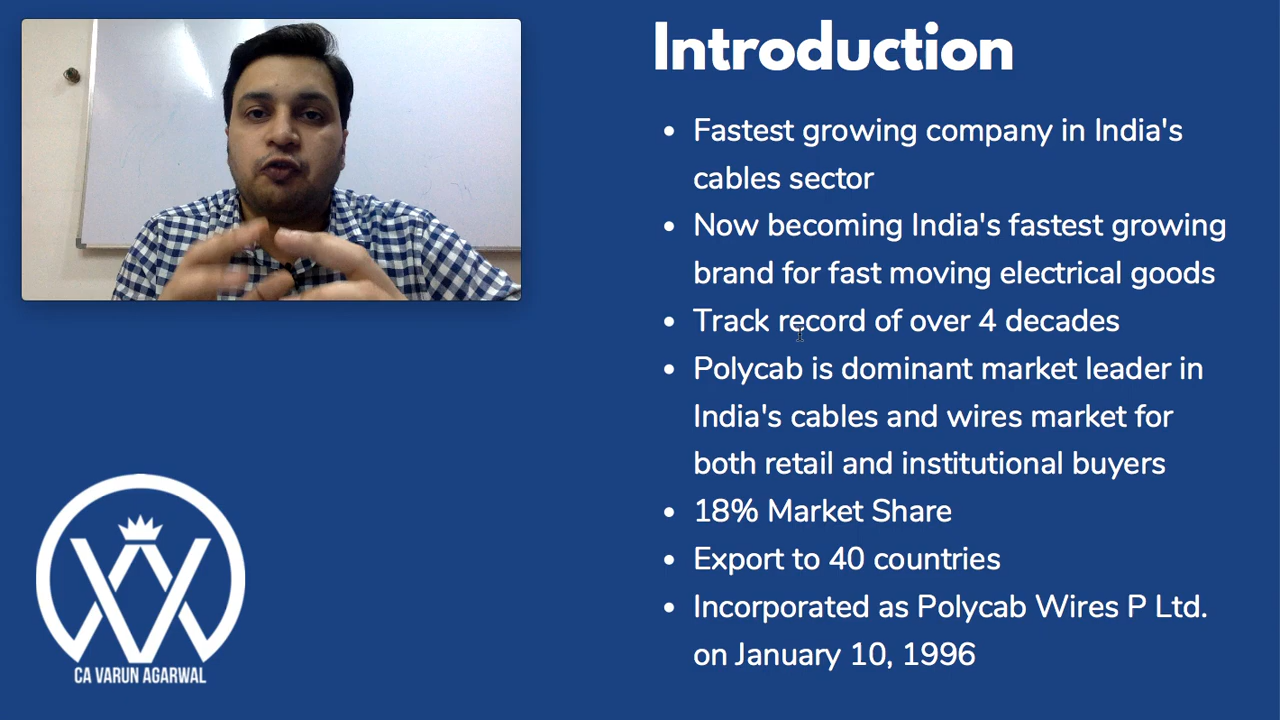 Introduction
Fastest growing company in India's
cables sector
Now becoming India's fastest growing
brand for fast moving electrical goods
Track record of over 4 decades
Polycab is dominant market leader in
India's cables and wires market for
both retail and institutional buyers
18% Market Share
Export to 40 countries
Incorporated as Polycab Wires P Ltd.
on January 10, 1996
CA VARUN AGARWAL